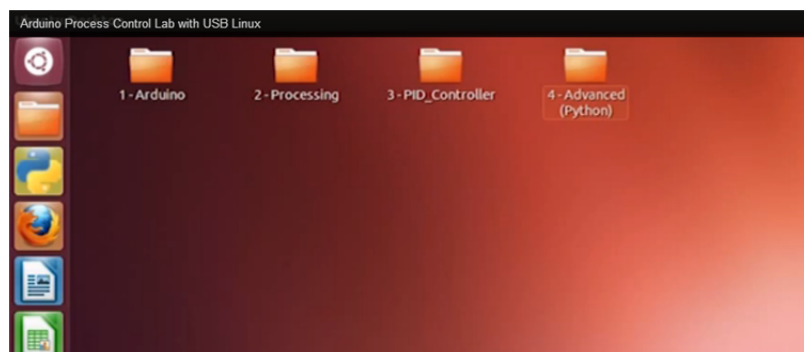 Arduino Process Control Lab with USB Linux
1 - Arduino
2 - Processing
3 - PID_Controller
4 - Advanced
(Python)